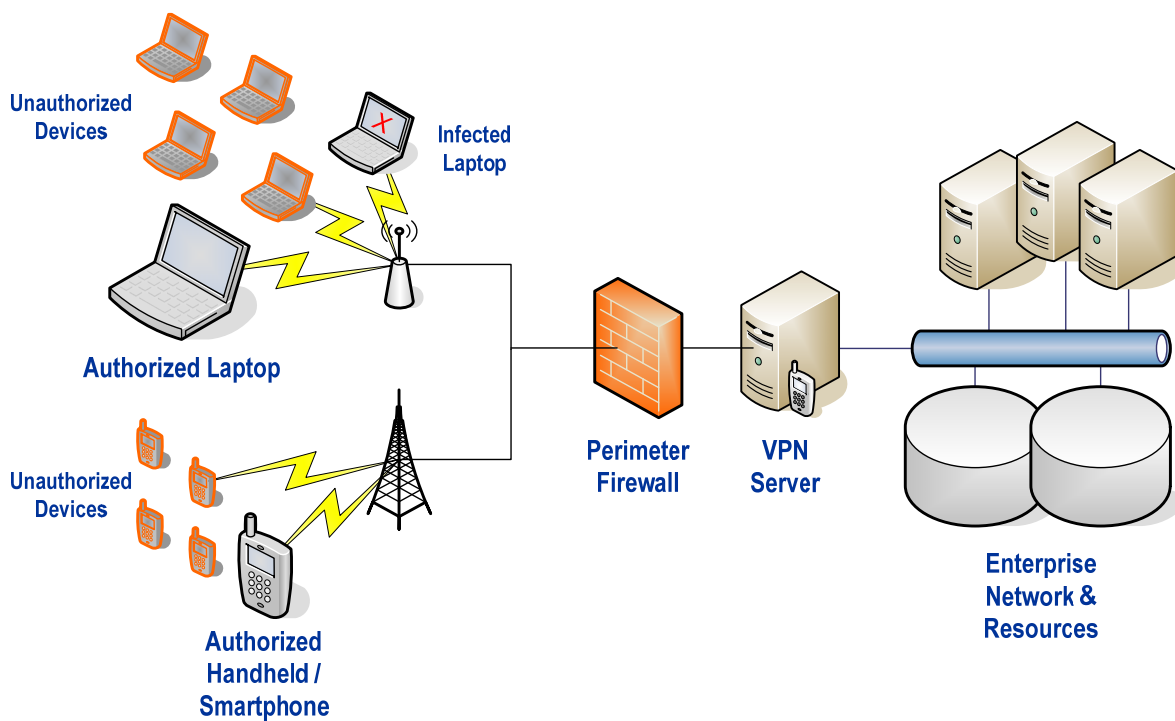 Unauthorized
Devices
Infected
Laptop
Authorized Laptop
Unauthorized
Devices
Authorized
Handheld /
Smartphone
Perimeter
Firewall
VPN
Server
Enterprise
Network &
Resources